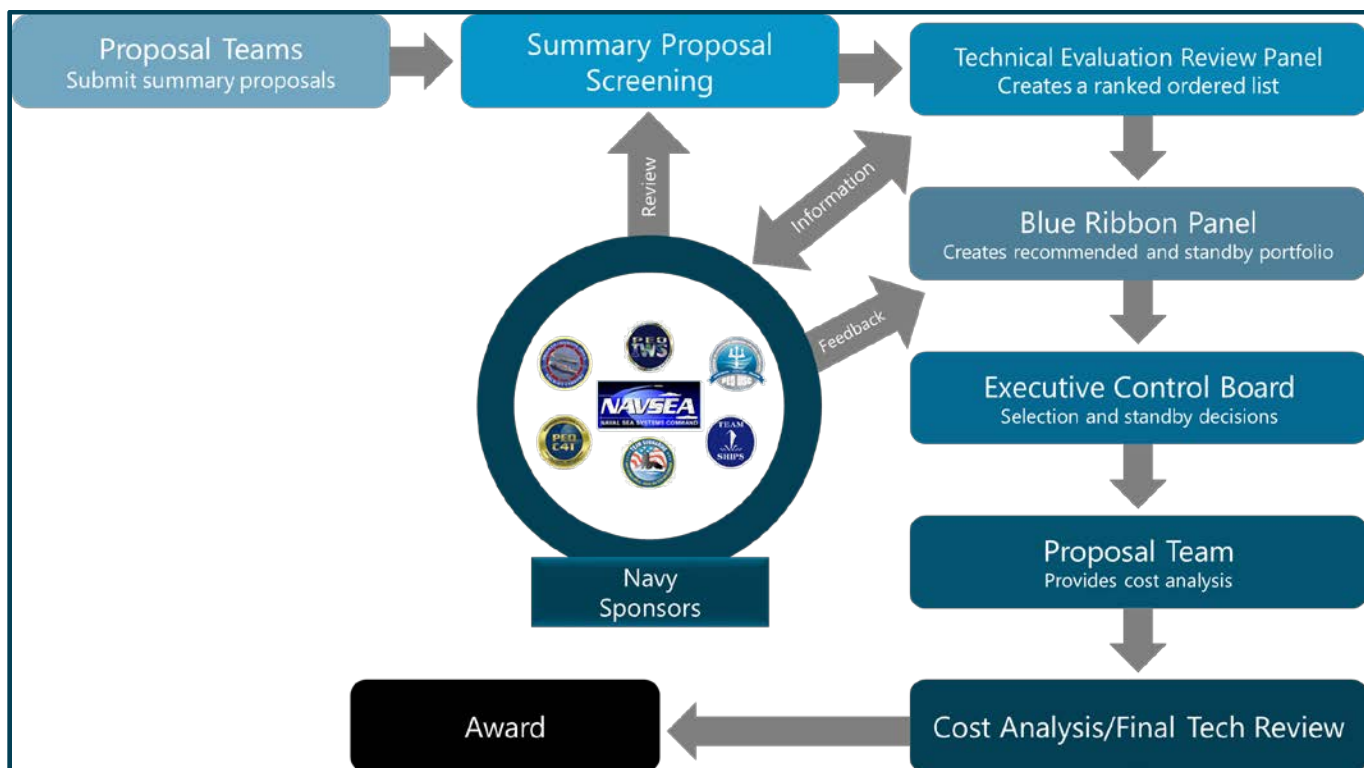 Proposal Teams
Submit summary proposals
Summary Proposal
Screening
Technical Evaluation Review Panel
Creates a ranked ordered list
Review
Information
Blue Ribbon Panel
Creates recommended and standby portfolio
Feedback
PEO
IWS
NAVSEA
NAVAL SEA SYSTEMS COMMAND
PEO
C4I
TEAM
SHIPS
Executive Control Board
Selection and standby decisions
Navy
Sponsors
Proposal Team
Provides cost analysis
Award
Cost Analysis/Final Tech Review